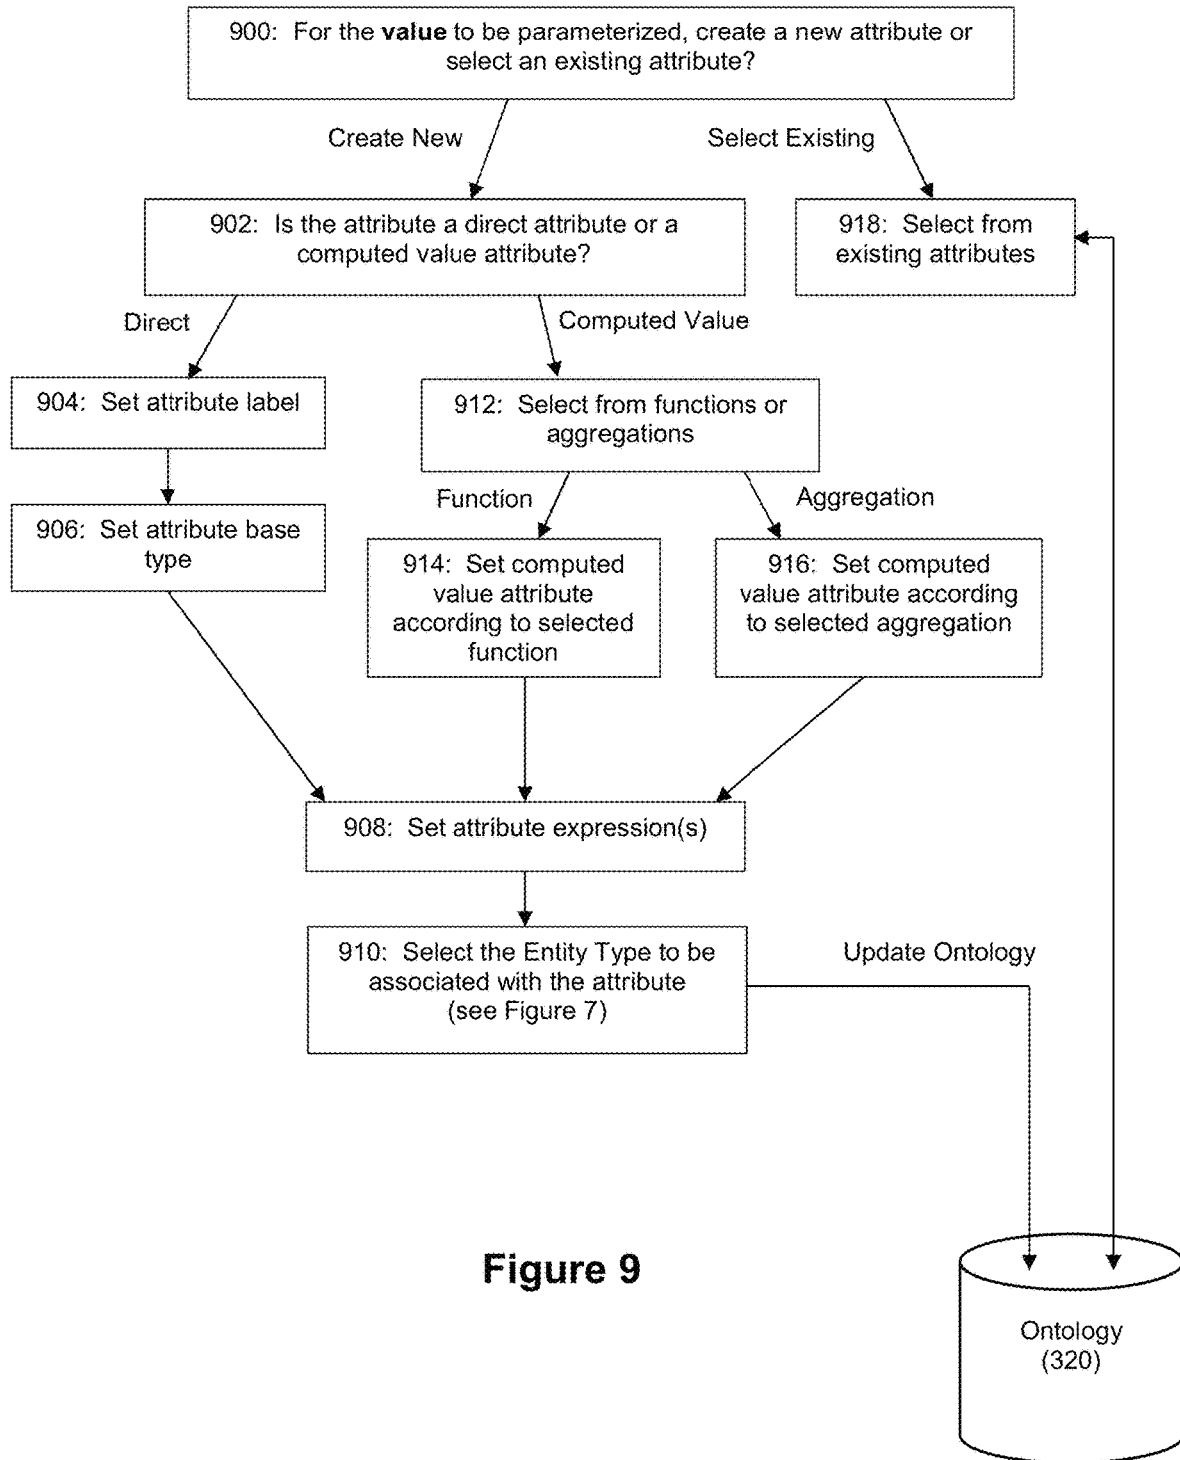 900: For the value to be parameterized, create a new attribute or
select an existing attribute?
Create New
Select Existing
902: Is the attribute a direct attribute or a
computed value attribute?
918: Select from
existing attributes
Direct
Computed Value
904: Set attribute label
912: Select from functions or
aggregations
Function
Aggregation
906: Set attribute base
type
914: Set computed
value attribute
according to selected
function
916: Set computed
value attribute according
to selected aggregation
908: Set attribute expression(s)
910: Select the Entity Type to be
associated with the attribute
(see Figure 7)
Update Ontology
Figure 9
Ontology
(320)